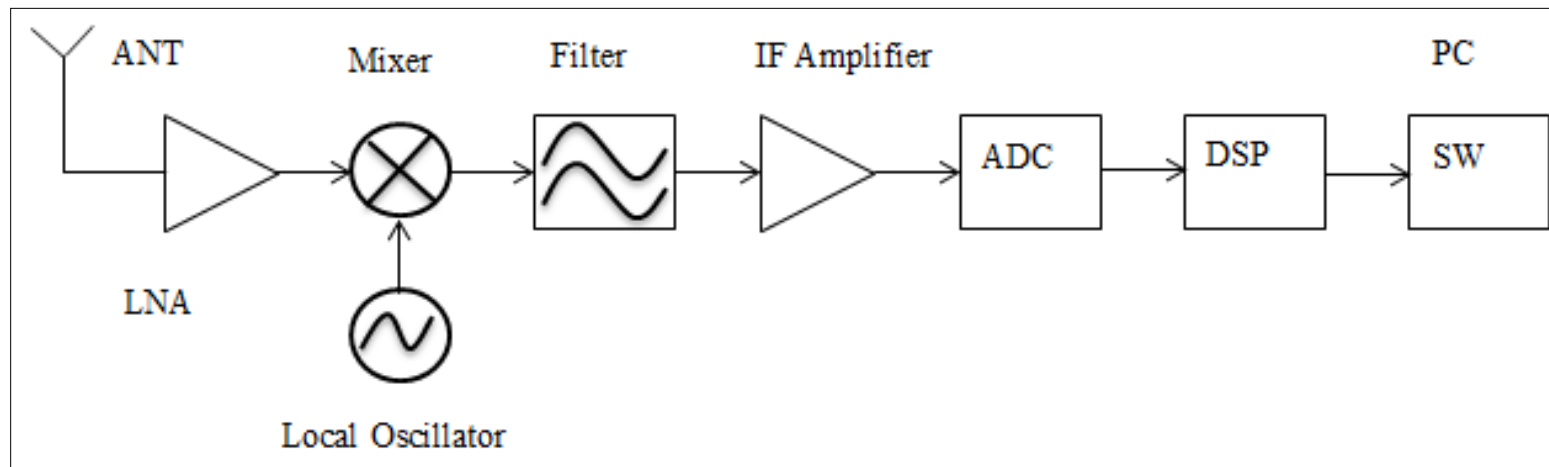 ANT
Mixer
Filter
IF Amplifier
PC
ADC
DSP
SW
LNA
Local Oscillator